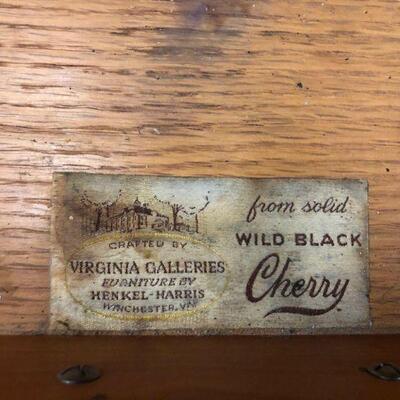 CRAFTED BY
VIRGINIA GALLERIES
FURNITURE BY
HENKEL-HARRIS
WINCHESTER, VA
from solid
WILD BLACK
Cherry